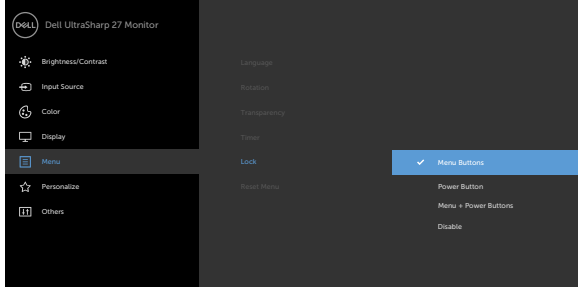 DELL
Dell UltraSharp 27 Monitor
Brightness/Contrast
Input Source
Color
Display
Menu
Personalize
Others
Language
Rotation
Transparency
Timer
Lock
Reset Menu
Menu Buttons
Power Button
Menu + Power Buttons
Disable